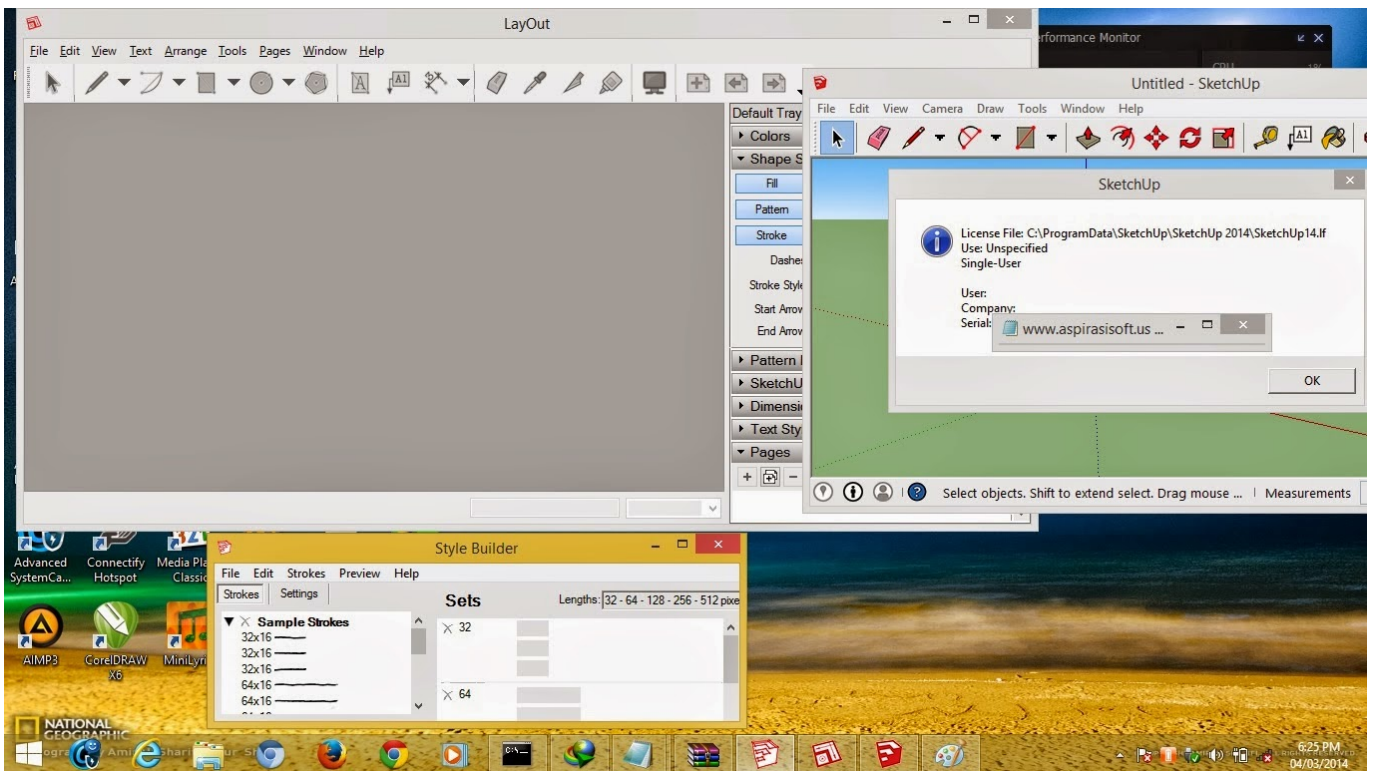 LayOut
File Edit View Text Arrange Tools Pages Window Help
Default Tray
Colors
Shape S
Fill
Pattern
Stroke
Dashes
Stroke Style
Start Arrow
End Arrow
Pattern
SketchU
Dimensi
Text Sty
Pages
erformance Monitor
CPU
Untitled - SketchUp
File Edit View Camera Draw Tools Window Help
A1
SketchUp
License File: C:\ProgramData\SketchUp\SketchUp 2014\SketchUp14.lf
Use: Unspecified
Single-User
User:
Company:
Serial:
www.aspirasisoft.us ...
OK
Select objects. Shift to extend select. Drag mouse ... Measurements
Advanced SystemCa...
Connectify Hotspot
Media Pla
Classic
AIMP3
CorelDRAW X6
MiniLyri
Style Builder
File Edit Strokes Preview Help
Strokes Settings
Sets
Lengths: 32 - 64 - 128 - 256 - 512 pixe
Sample Strokes
32x16
32x16
32x16
64x16
64x16
32
64
NATIONAL
GEOGRAPHIC
6:25 PM
04/03/2014